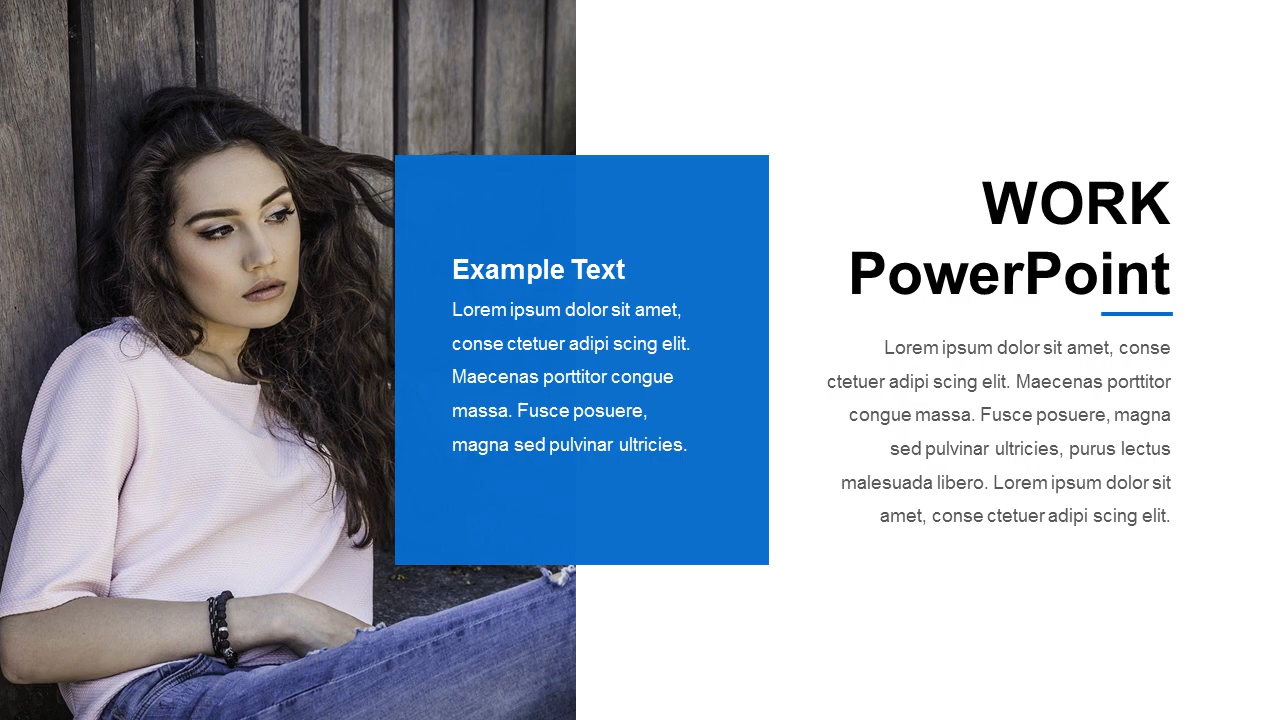 Example Text
Lorem ipsum dolor sit amet,
conse ctetuer adipi scing elit.
Maecenas porttitor congue
massa. Fusce posuere,
magna sed pulvinar ultricies.
WORK
PowerPoint
Lorem ipsum dolor sit amet, conse
ctetuer adipi scing elit. Maecenas porttitor
congue massa. Fusce posuere, magna
sed pulvinar ultricies, purus lectus
malesuada libero. Lorem ipsum dolor sit
amet, conse ctetuer adipi scing elit.